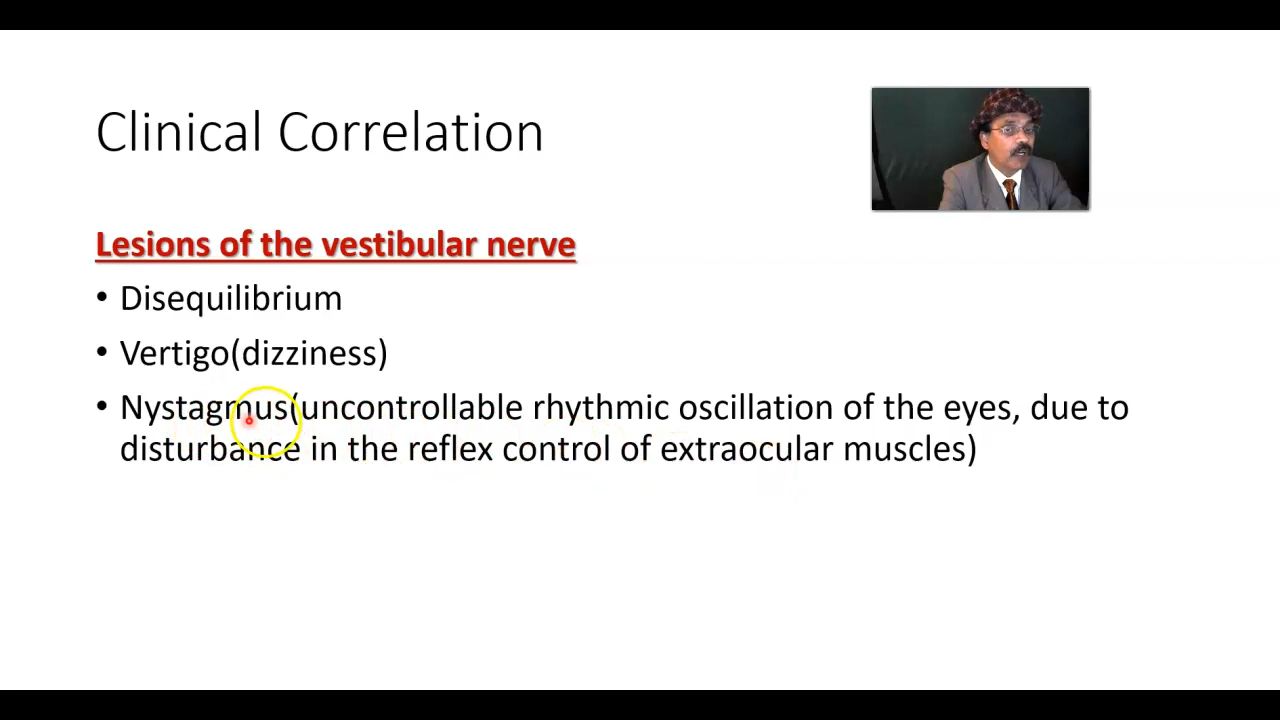 Clinical Correlation
Lesions of the vestibular nerve
• Disequilibrium
• Vertigo(dizziness)
• Nystagmus(uncontrollable rhythmic oscillation of the eyes, due to
disturbance in the reflex control of extraocular muscles)